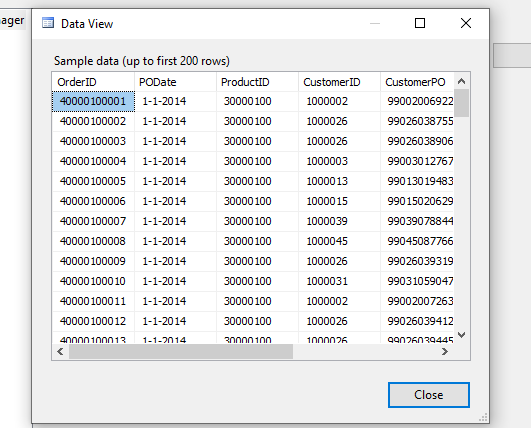 nager
Data View
Sample data (up to first 200 rows)
OrderID PODate ProductID CustomerID CustomerPO
40000100001 1-1-2014 30000100 1000002 99002006922
40000100002 1-1-2014 30000100 1000026 99026038755
40000100003 1-1-2014 30000100 1000026 99026038906
40000100004 1-1-2014 30000100 1000003 99003012767
40000100005 1-1-2014 30000100 1000013 99013019483
40000100006 1-1-2014 30000100 1000015 99015020629
40000100007 1-1-2014 30000100 1000039 99039078844
40000100008 1-1-2014 30000100 1000045 99045087766
40000100009 1-1-2014 30000100 1000026 99026039319
40000100010 1-1-2014 30000100 1000031 99031059047
40000100011 1-1-2014 30000100 1000002 99002007263
40000100012 1-1-2014 30000100 1000026 99026039412
40000100013 1-1-2014 30000100 1000026 99026039445
Close